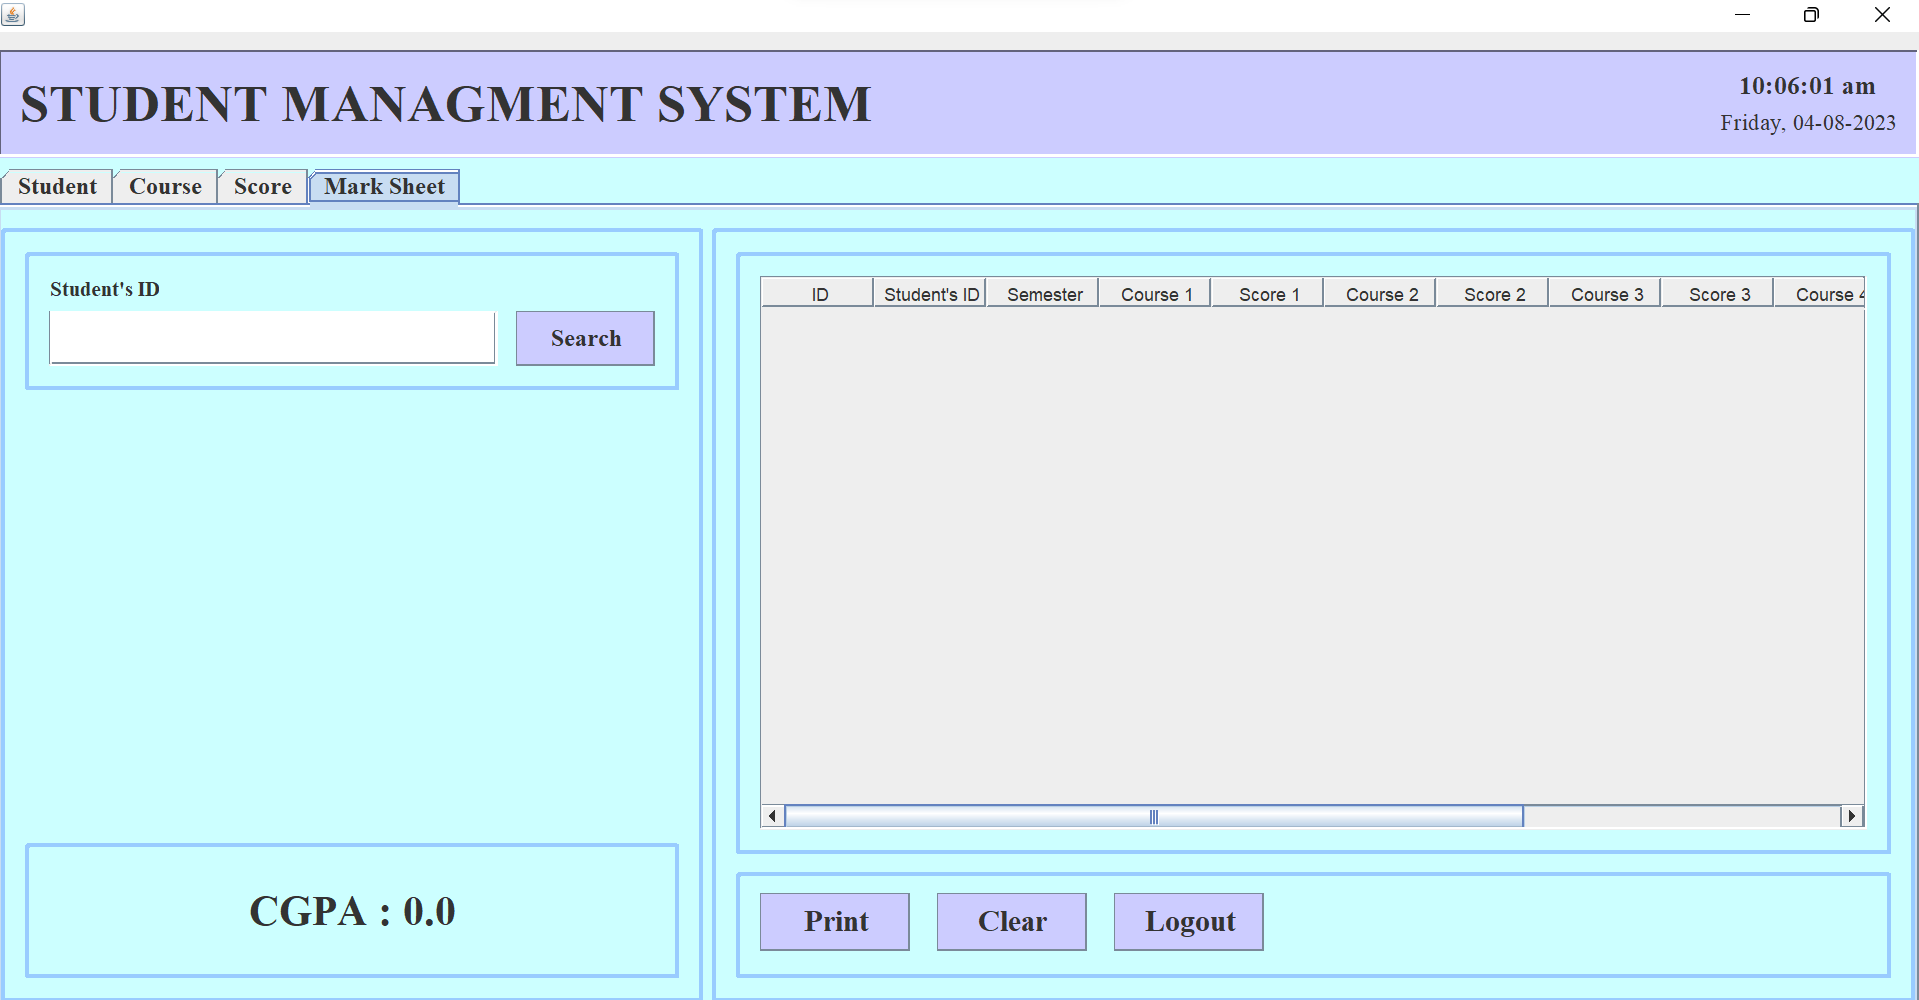 STUDENT MANAGMENT SYSTEM
10:06:01 am
Friday, 04-08-2023
Student Course Score Mark Sheet
Student's ID
Search
ID Student's ID Semester Course 1 Score 1 Course 2 Score 2 Course 3 Score 3 Course 4
CGPA : 0.0
Print Clear Logout